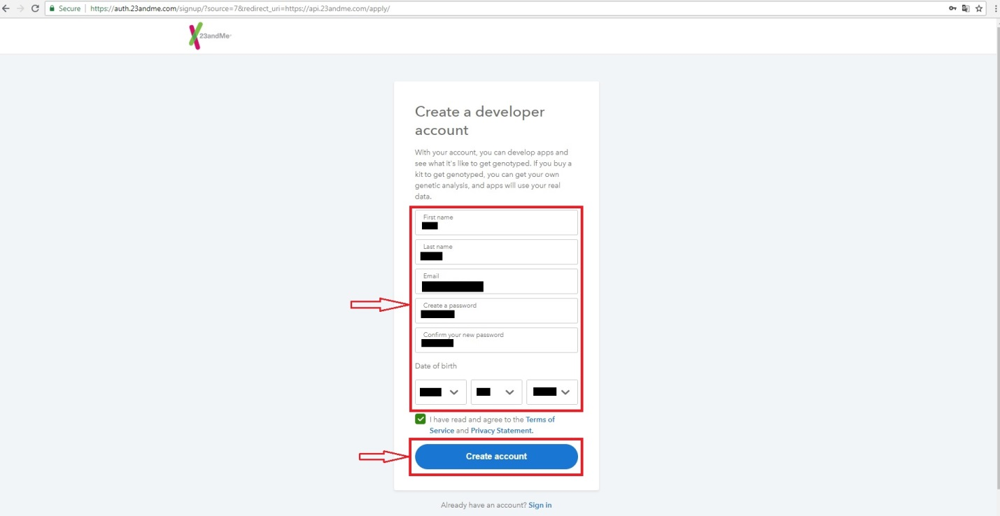 Secure | https://auth.23andme.com/signup/?source=7&redirect_uri=https://api.23andme.com/apply/
23andMe
Create a developer
account
With your account, you can develop apps and
see what it's like to get genotyped. If you buy a
kit to get genotyped, you can get your own
genetic analysis, and apps will use your real
data.
First name
Last name
Email
Create a password
Confirm your new password
Date of birth
I have read and agree to the Terms of
Service and Privacy Statement.
Create account
Already have an account? Sign in